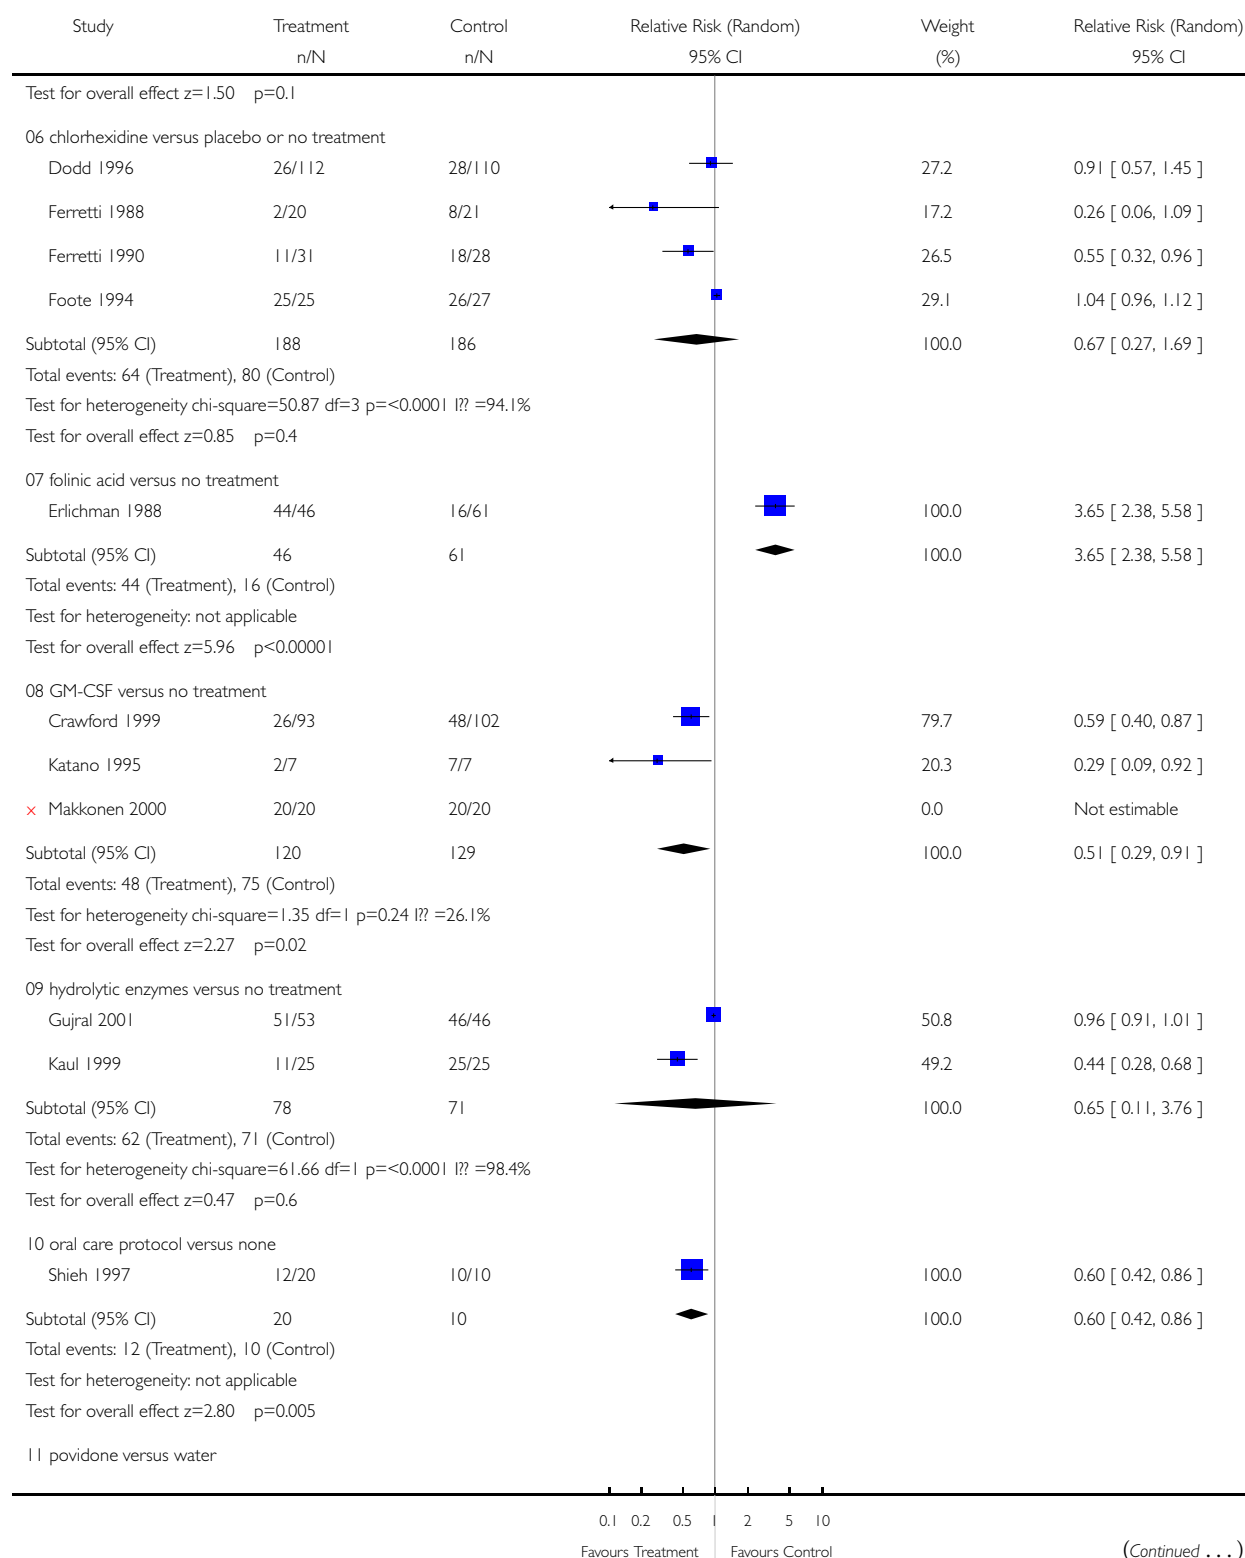 Study Treatment Control Relative Risk (Random) Weight Relative Risk (Random)
n/N n/N 95% CI (%) 95% CI
Test for overall effect z=1.50 p=0.1
06 chlorhexidine versus placebo or no treatment
Dodd 1996 26/112 28/110 27.2 0.91 [ 0.57, 1.45 ]
Ferretti 1988 2/20 8/21 17.2 0.26 [ 0.06, 1.09 ]
Ferretti 1990 11/31 18/28 26.5 0.55 [ 0.32, 0.96 ]
Foote 1994 25/25 26/27 29.1 1.04 [ 0.96, 1.12 ]
Subtotal (95% CI) 188 186 100.0 0.67 [ 0.27, 1.69 ]
Total events: 64 (Treatment), 80 (Control)
Test for heterogeneity chi-square=50.87 df=3 p=<0.0001 I?? =94.1%
Test for overall effect z=0.85 p=0.4
07 folinic acid versus no treatment
Erlichman 1988 44/46 16/61 100.0 3.65 [ 2.38, 5.58 ]
Subtotal (95% CI) 46 61 100.0 3.65 [ 2.38, 5.58 ]
Total events: 44 (Treatment), 16 (Control)
Test for heterogeneity: not applicable
Test for overall effect z=5.96 p<0.00001
08 GM-CSF versus no treatment
Crawford 1999 26/93 48/102 79.7 0.59 [ 0.40, 0.87 ]
Katano 1995 2/7 7/7 20.3 0.29 [ 0.09, 0.92 ]
x Makkonen 2000 20/20 20/20 0.0 Not estimable
Subtotal (95% CI) 120 129 100.0 0.51 [ 0.29, 0.91 ]
Total events: 48 (Treatment), 75 (Control)
Test for heterogeneity chi-square=1.35 df=1 p=0.24 I?? =26.1%
Test for overall effect z=2.27 p=0.02
09 hydrolytic enzymes versus no treatment
Gujral 2001 51/53 46/46 50.8 0.96 [ 0.91, 1.01 ]
Kaul 1999 11/25 25/25 49.2 0.44 [ 0.28, 0.68 ]
Subtotal (95% CI) 78 71 100.0 0.65 [ 0.11, 3.76 ]
Total events: 62 (Treatment), 71 (Control)
Test for heterogeneity chi-square=61.66 df=1 p=<0.0001 I?? =98.4%
Test for overall effect z=0.47 p=0.6
10 oral care protocol versus none
Shieh 1997 12/20 10/10 100.0 0.60 [ 0.42, 0.86 ]
Subtotal (95% CI) 20 10 100.0 0.60 [ 0.42, 0.86 ]
Total events: 12 (Treatment), 10 (Control)
Test for heterogeneity: not applicable
Test for overall effect z=2.80 p=0.005
11 povidone versus water
0.1 0.2 0.5 1 2 5 10
Favours Treatment Favours Control (Continued . . . )